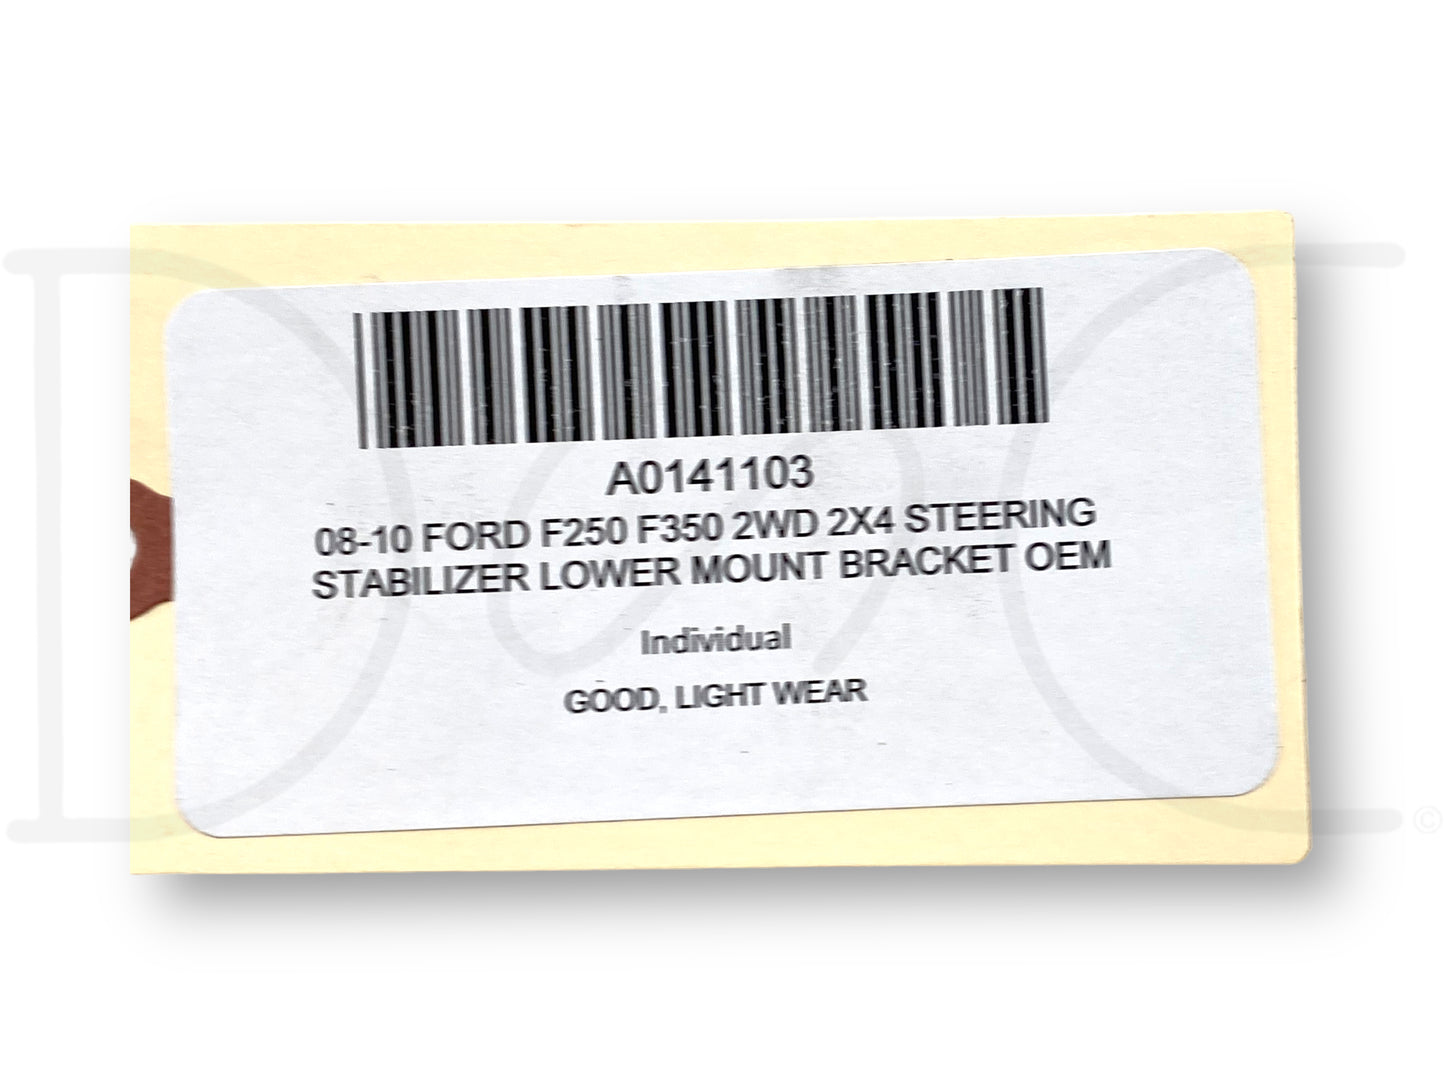 A0141103
08-10 FORD F250 F350 2WD 2X4 STEERING
STABILIZER LOWER MOUNT BRACKET OEM
Individual
GOOD, LIGHT WEAR
©